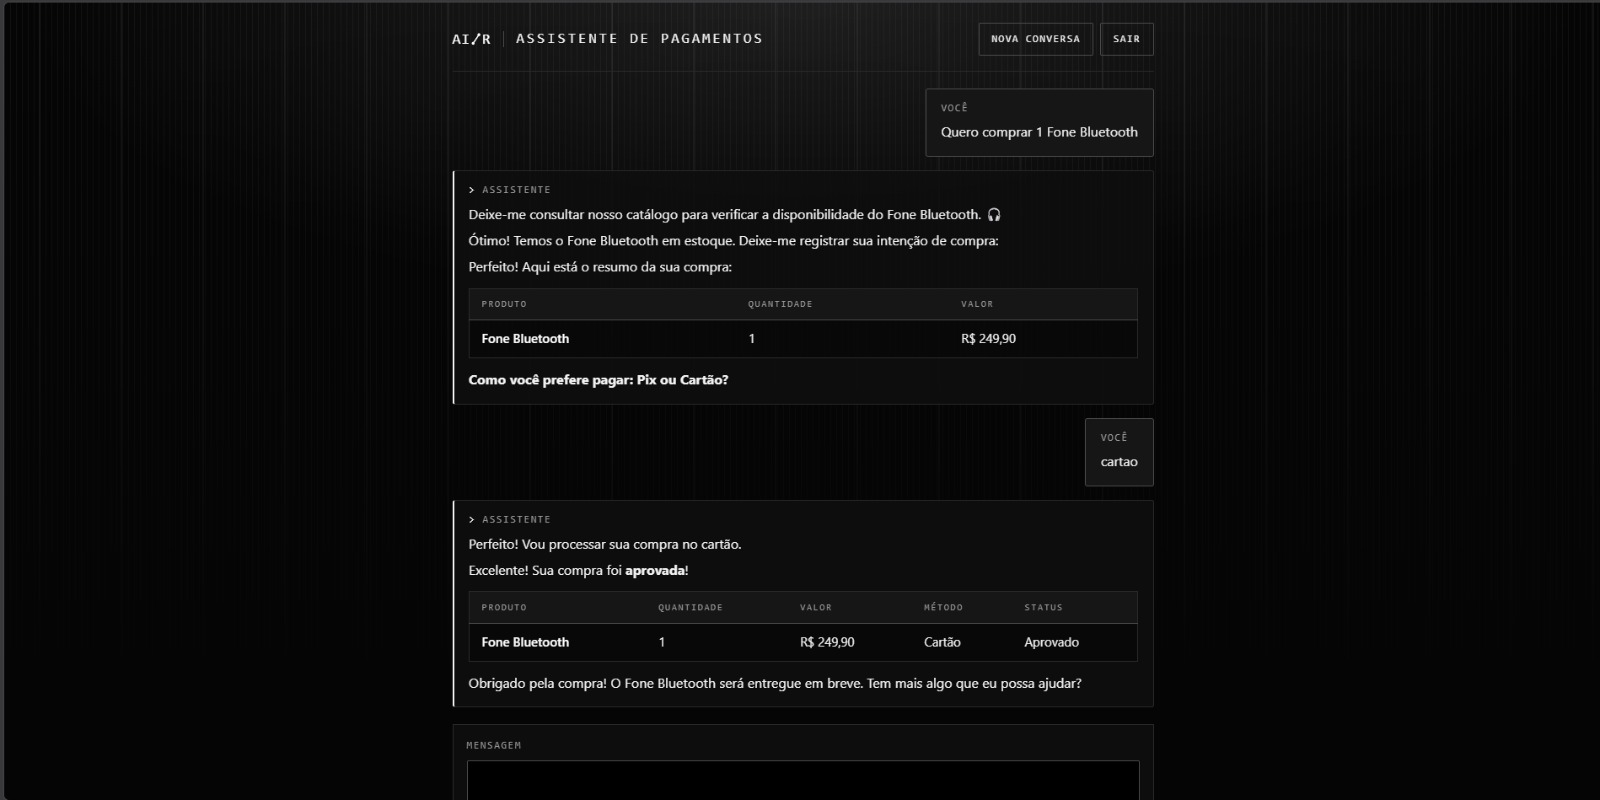 AI/R | ASSISTENTE DE PAGAMENTOS NOVA CONVERSA SAIR
VOCÊ
Quero comprar 1 Fone Bluetooth
> ASSISTENTE
Deixe-me consultar nosso catálogo para verificar a disponibilidade do Fone Bluetooth. 🎧
Ótimo! Temos o Fone Bluetooth em estoque. Deixe-me registrar sua intenção de compra:
Perfeito! Aqui está o resumo da sua compra:
PRODUTO QUANTIDADE VALOR
Fone Bluetooth 1 R$ 249,90
Como você prefere pagar: Pix ou Cartão?
VOCÊ
cartao
> ASSISTENTE
Perfeito! Vou processar sua compra no cartão.
Excelente! Sua compra foi aprovada!
PRODUTO QUANTIDADE VALOR MÉTODO STATUS
Fone Bluetooth 1 R$ 249,90 Cartão Aprovado
Obrigado pela compra! O Fone Bluetooth será entregue em breve. Tem mais algo que eu possa ajudar?
MENSAGEM